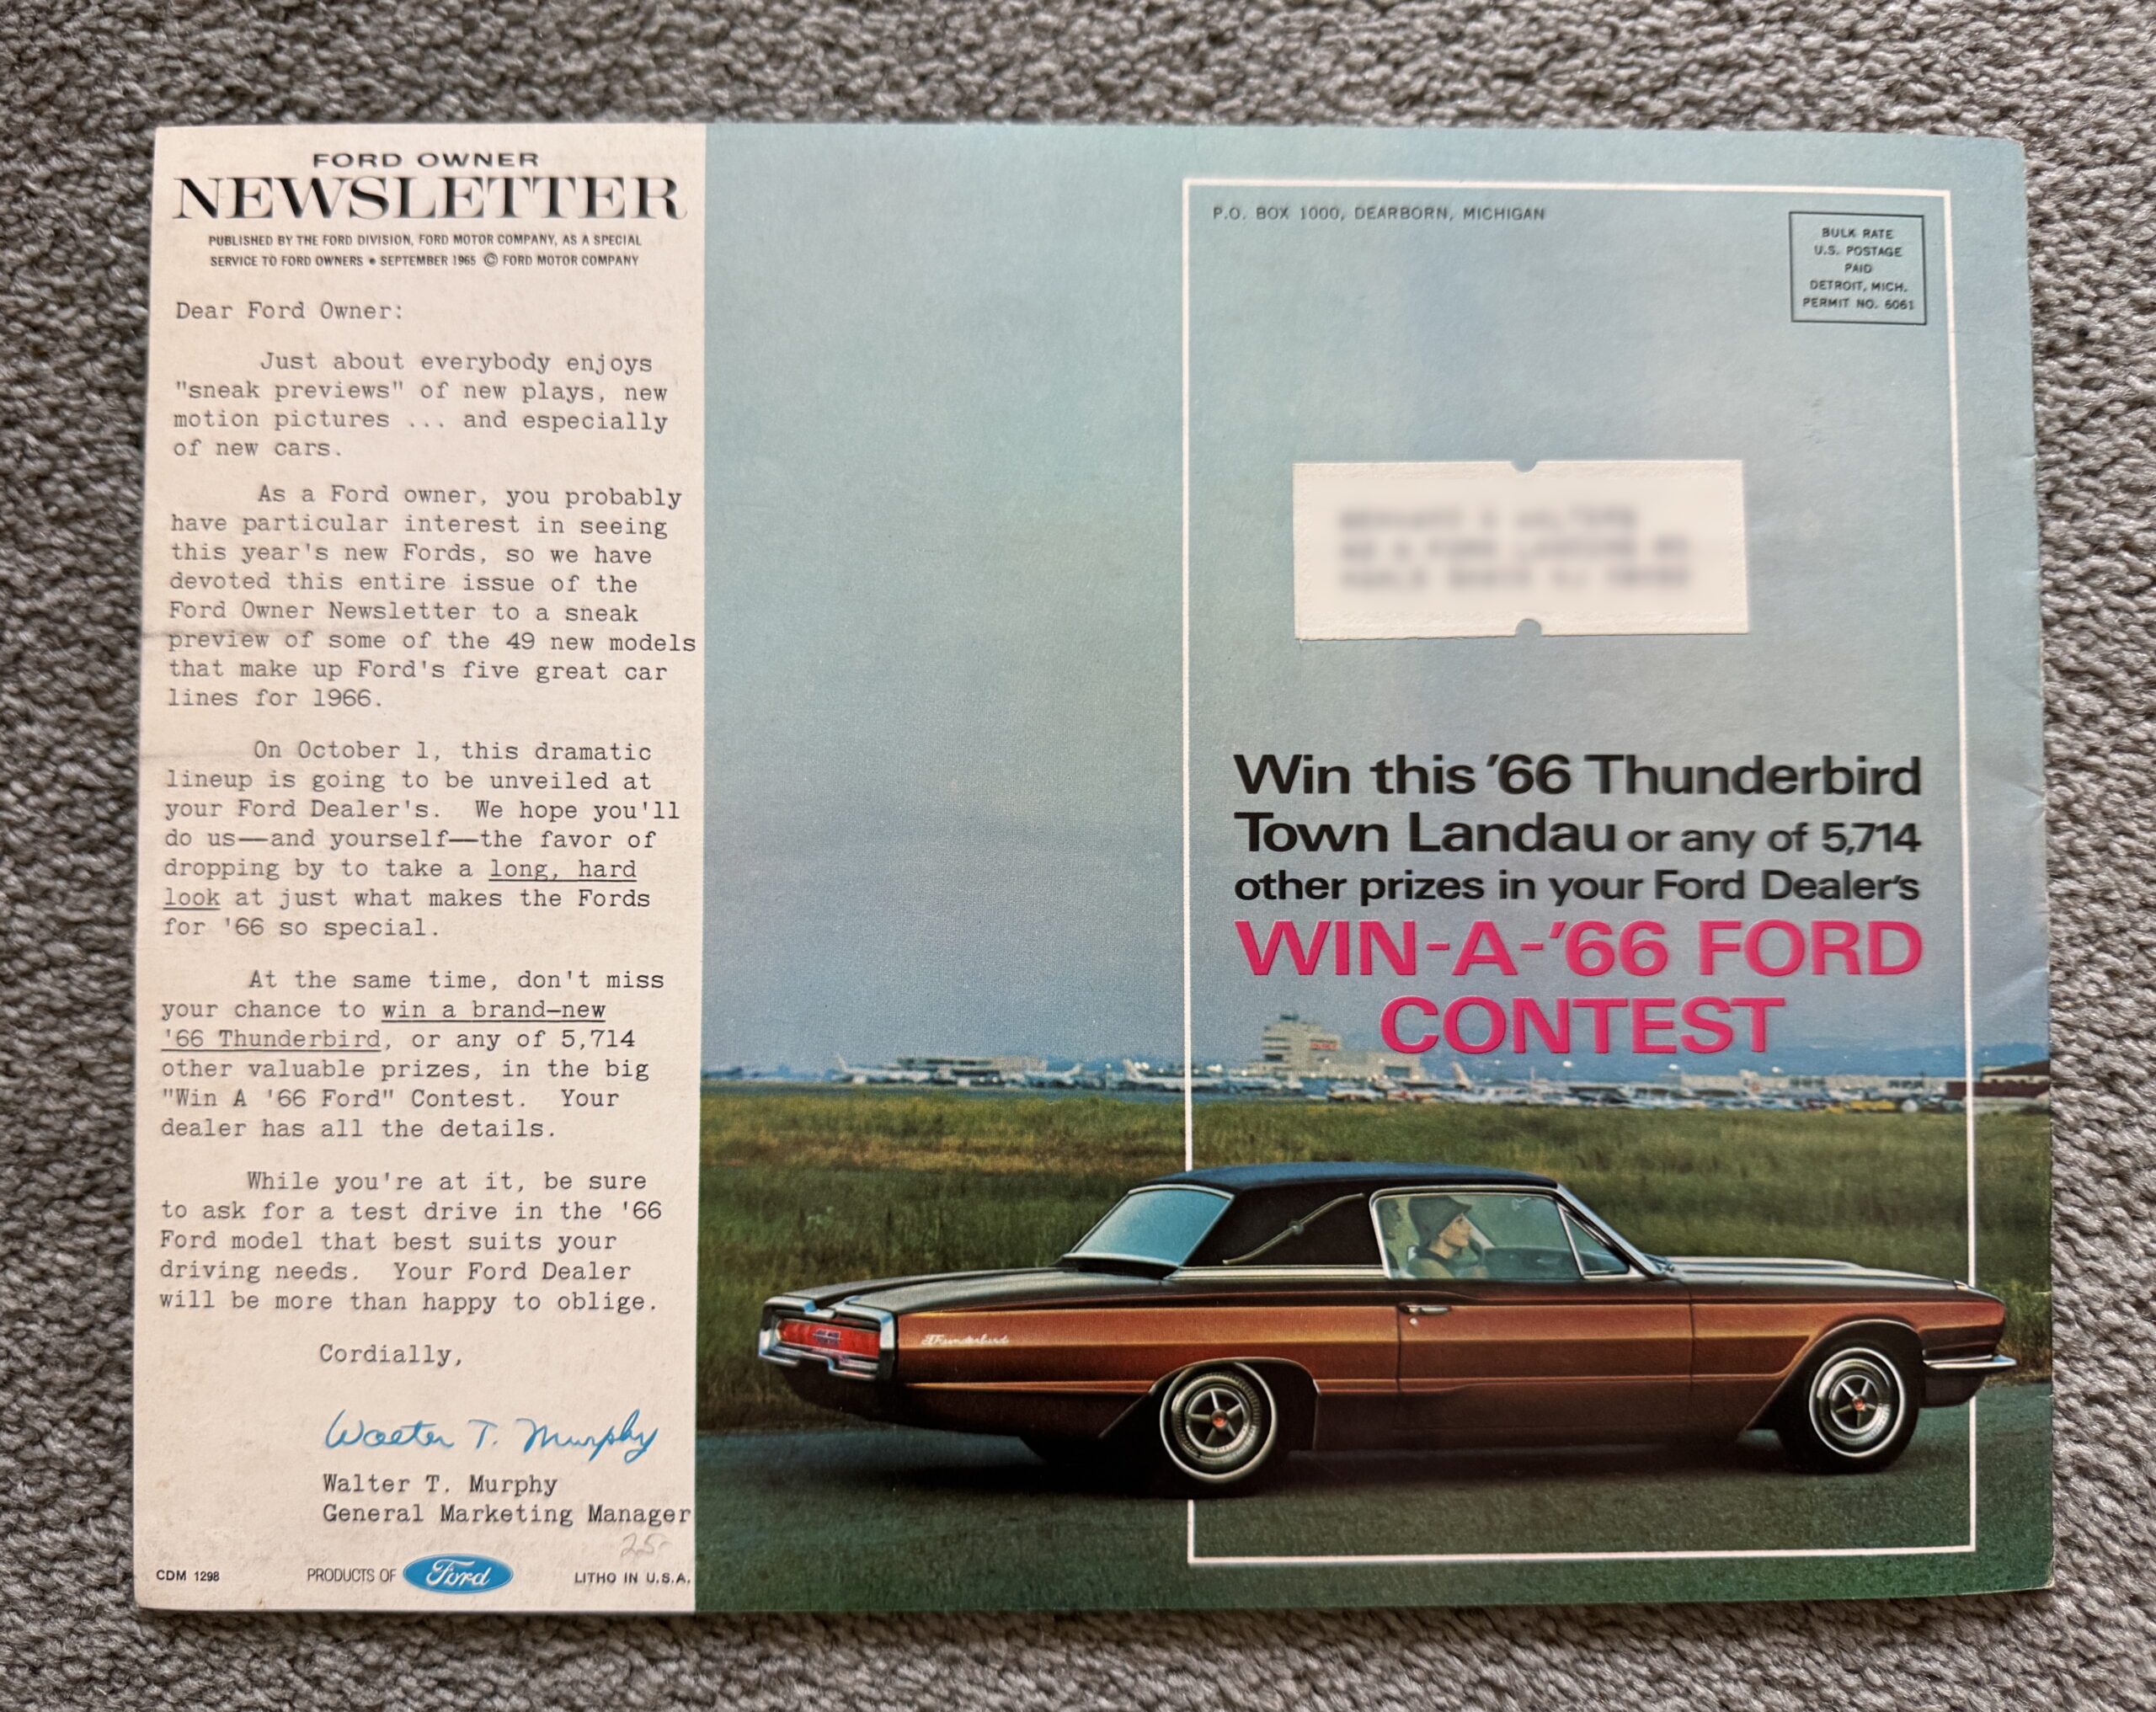 FORD OWNER
NEWSLETTER
PUBLISHED BY THE FORD DIVISION, FORD MOTOR COMPANY, AS A SPECIAL
SERVICE TO FORD OWNERS • SEPTEMBER 1965 © FORD MOTOR COMPANY
Dear Ford Owner:
Just about everybody enjoys
"sneak previews" of new plays, new
motion pictures ... and especially
of new cars.
As a Ford owner, you probably
have particular interest in seeing
this year's new Fords, so we have
devoted this entire issue of the
Ford Owner Newsletter to a sneak
preview of some of the 49 new models
that make up Ford's five great car
lines for 1966.
On October 1, this dramatic
lineup is going to be unveiled at
your Ford Dealer's. We hope you'll
do us—and yourself—the favor of
dropping by to take a long, hard
look at just what makes the Fords
for '66 so special.
At the same time, don't miss
your chance to win a brand-new
'66 Thunderbird, or any of 5,714
other valuable prizes, in the big
"Win A '66 Ford" Contest. Your
dealer has all the details.
While you're at it, be sure
to ask for a test drive in the '66
Ford model that best suits your
driving needs. Your Ford Dealer
will be more than happy to oblige.
Cordially,
Walter T. Murphy
Walter T. Murphy
General Marketing Manager
25
CDM 1298
PRODUCTS OF Ford
LITHO IN U.S.A.
P.O. BOX 1000, DEARBORN, MICHIGAN
BULK RATE
U.S. POSTAGE
PAID
DETROIT, MICH.
PERMIT NO. 6061
Win this '66 Thunderbird
Town Landau or any of 5,714
other prizes in your Ford Dealer's
WIN-A-'66 FORD
CONTEST
Thunderbird